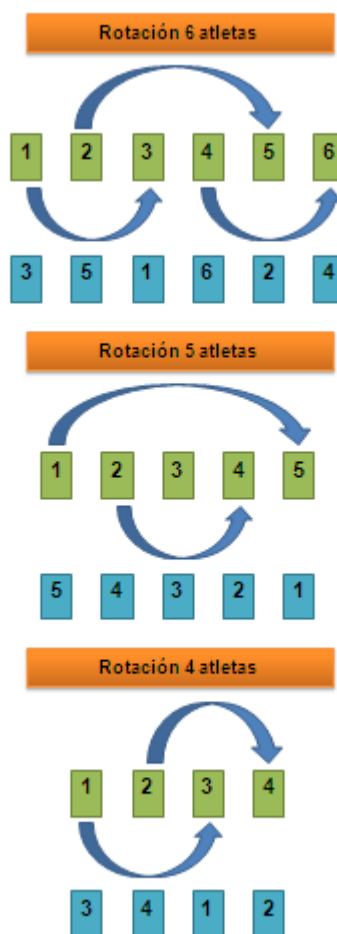 Rotación 6 atletas
1 2 3 4 5 6
3 5 1 6 2 4
Rotación 5 atletas
1 2 3 4 5
5 4 3 2 1
Rotación 4 atletas
1 2 3 4
3 4 1 2